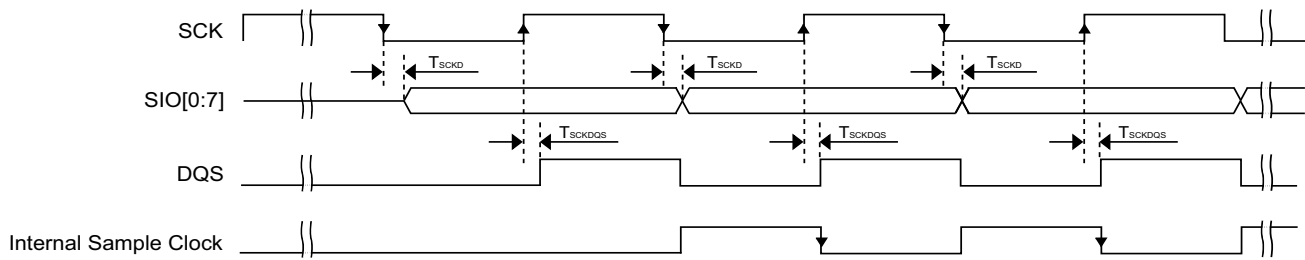 SCK
TSCKD TSCKD TSCKD
SIO[0:7]
TSCKDQS TSCKDQS TSCKDQS
DQS
Internal Sample Clock